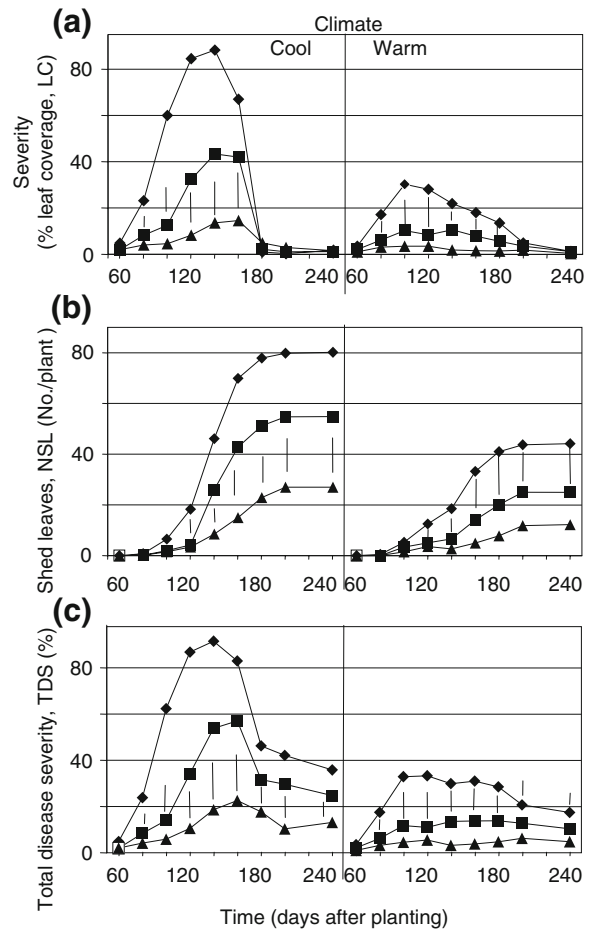 Climate
(a)
Cool Warm
Severity
(% leaf coverage, LC)
80
40
0
60 120 180 240 60 120 180 240
(b)
Shed leaves, NSL (No./plant )
80
40
0
60 120 180 240 60 120 180 240
(c)
Total disease severity, TDS (%)
80
40
0
60 120 180 240 60 120 180 240
Time (days after planting)